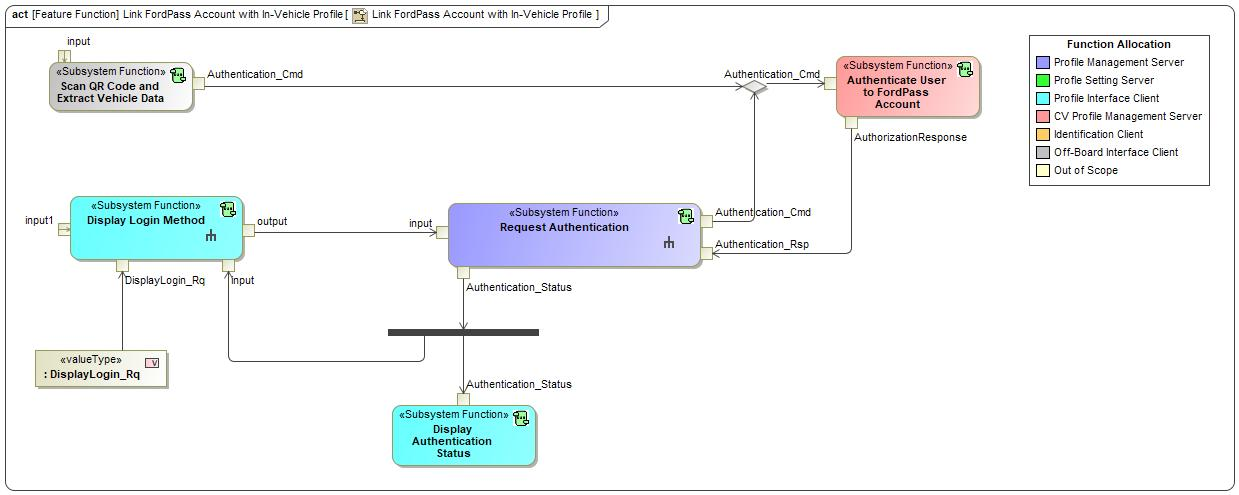 act [Feature Function] Link FordPass Account with In-Vehicle Profile [ Link FordPass Account with In-Vehicle Profile ]
input
«Subsystem Function»
Scan QR Code and
Extract Vehicle Data
Authentication_Cmd
Authentication_Cmd
«Subsystem Function»
Authenticate User
to FordPass
Account
AuthorizationResponse
Function Allocation
Profile Management Server
Profle Setting Server
Profile Interface Client
CV Profile Management Server
Identification Client
Off-Board Interface Client
Out of Scope
input1
«Subsystem Function»
Display Login Method
output
input
«Subsystem Function»
Request Authentication
Authentication_Cmd
Authentication_Rsp
DisplayLogin_Rq
input
Authentication_Status
«valueType»
V
: DisplayLogin_Rq
Authentication_Status
«Subsystem Function»
Display
Authentication
Status